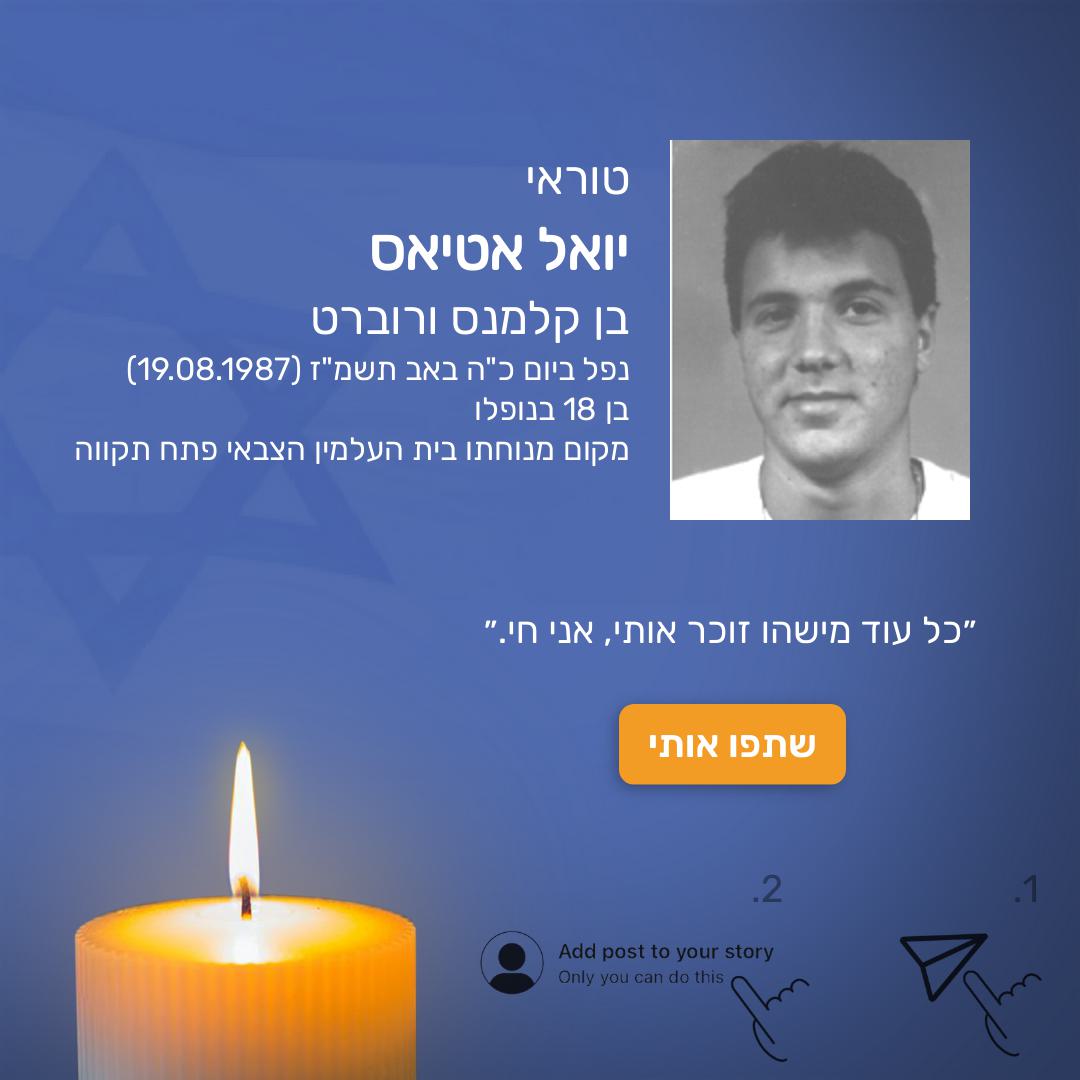 טוראי
יואל אטיאס
בן קלמנס ורוברט
נפל ביום כ"ה באב תשמ"ז (19.08.1987)
בן 18 בנופלו
מקום מנוחתו בית העלמין הצבאי פתח תקווה
״כל עוד מישהו זוכר אותי, אני חי.״
שתפו אותי
.1
.2
Add post to your story
Only you can do this